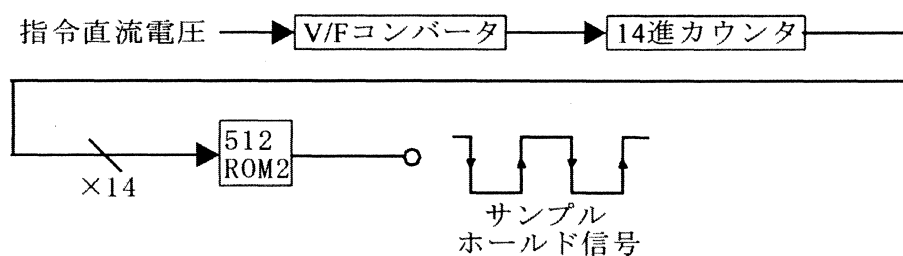 指令直流電圧
V/Fコンバータ
14進カウンタ
×14
512
ROM2
サンプル
ホールド信号